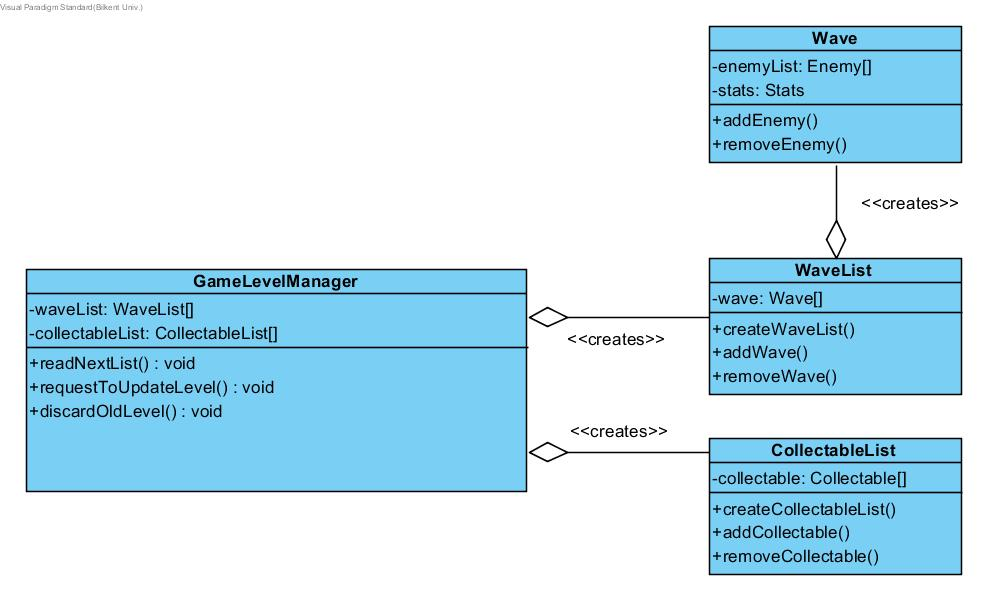 Visual Paradigm Standard(Bilkent Univ.)
Wave
-enemyList: Enemy[]
-stats: Stats
+addEnemy()
+removeEnemy()
<<creates>>
GameLevelManager
-waveList: WaveList[]
-collectableList: CollectableList[]
+readNextList() : void
+requestToUpdateLevel() : void
+discardOldLevel() : void
<<creates>>
WaveList
-wave: Wave[]
+createWaveList()
+addWave()
+removeWave()
<<creates>>
CollectableList
-collectable: Collectable[]
+createCollectableList()
+addCollectable()
+removeCollectable()